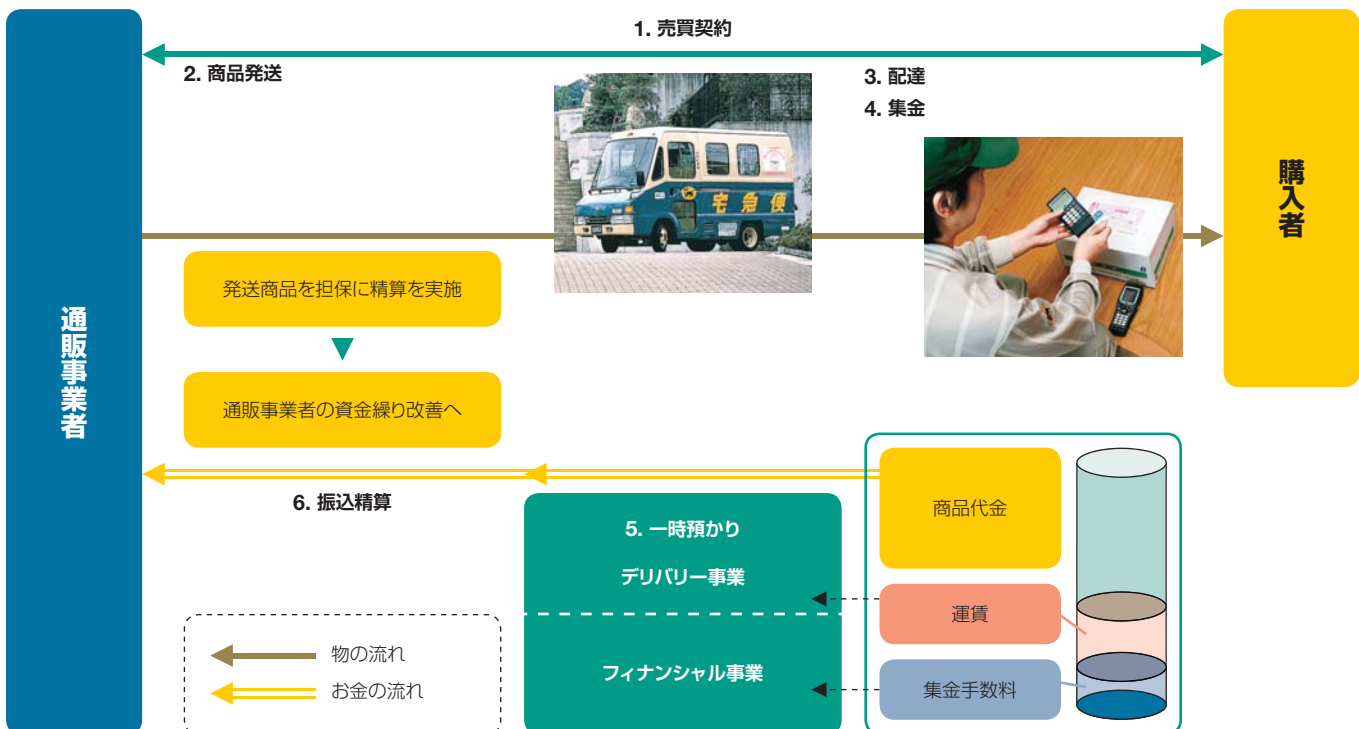 1. 売買契約
2. 商品発送
3. 配達
4. 集金
宅急便
購入者
通販事業者
発送商品を担保に精算を実施
通販事業者の資金繰り改善へ
6. 振込精算
5. 一時預かり
デリバリー事業
フィナンシャル事業
商品代金
運賃
集金手数料
物の流れ
お金の流れ